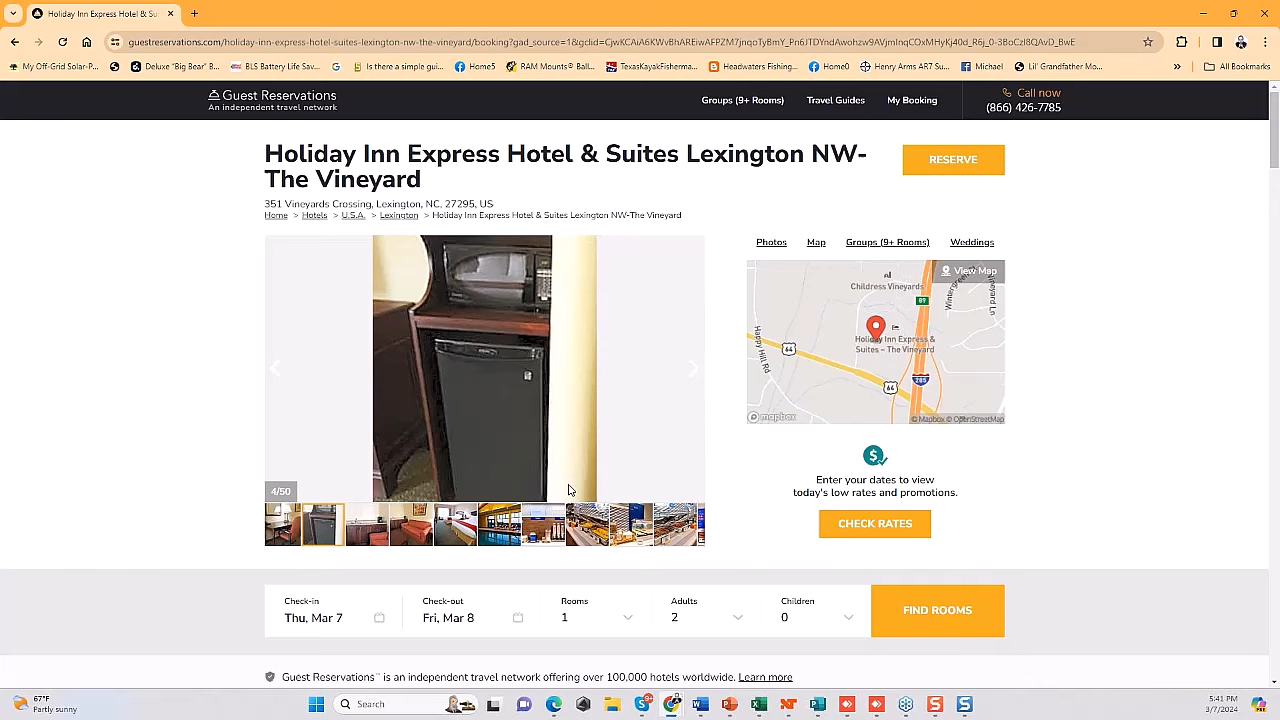 Holiday Inn Express Hotel & Su
guestreservations.com/holiday-inn-express-hotel-suites-lexington-nw-the-vineyard/booking?gad_source=1&gclid=
My Off-Grid Solar-P...
Deluxe "Big Bear" B...
BLS Battery Life Sav...
Is there a simple gui...
Home5
RAM Mounts® Ball...
TexasKayakFisherma...
Headwaters Fishing...
Home0
Henry Arms AR7 Su...
Michael
Lil' Grandfather Mo...
All Bookmarks
Guest Reservations
An independent travel network
Groups (9+ Rooms)
Travel Guides
My Booking
Call now
(866) 426-7785
Holiday Inn Express Hotel & Suites Lexington NW-
The Vineyard
RESERVE
351 Vineyards Crossing, Lexington, NC, 27295, US
Home > Hotels > U.S.A. > Lexington > Holiday Inn Express Hotel & Suites Lexington NW-The Vineyard
Photos
Map
Groups (9+ Rooms)
Weddings
View Map
Childress Vineyards
89
Vineyard Ln
Happy Hill Rd
64
Holiday Inn Express &
Suites – The Vineyard
285
64
mapbox
© Mapbox © OpenStreetMap
4/50
$
Enter your dates to view
today's low rates and promotions.
CHECK RATES
Check-in
Thu, Mar 7
Check-out
Fri, Mar 8
Rooms
1
Adults
2
Children
0
FIND ROOMS
Guest Reservations™ is an independent travel network offering over 100,000 hotels worldwide. Learn more
67°F
Partly sunny
Search
9+
5:41 PM
3/7/2024